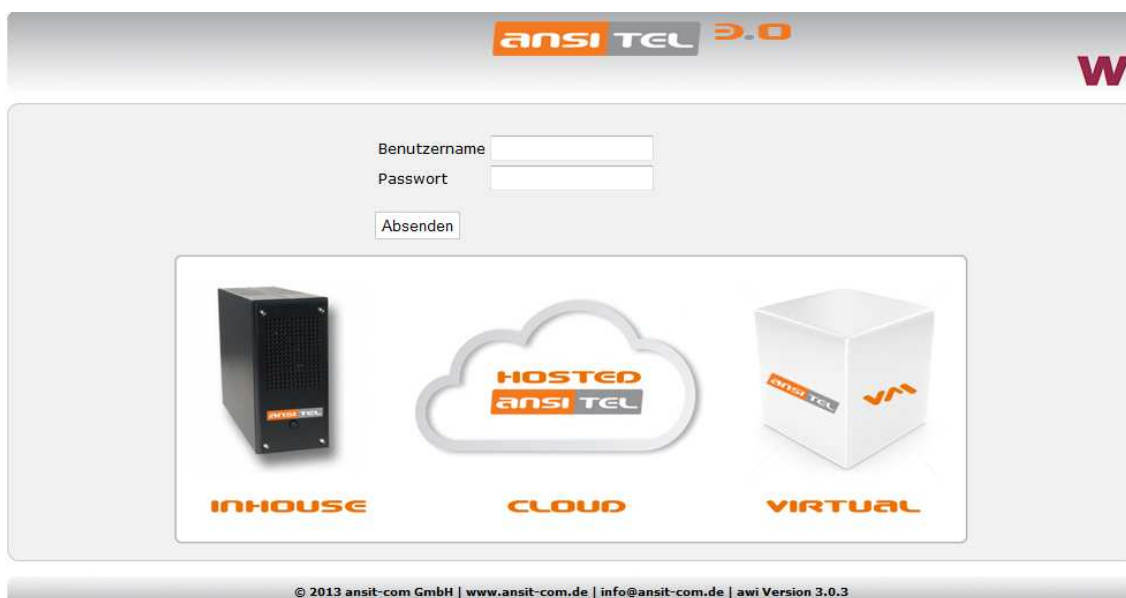 ansi TEL 3.0
W
Benutzername
Passwort
Absenden
ansi TEL
HOSTED
ansi TEL
ansi TEL
VM
INHOUSE
CLOUD
VIRTUAL
© 2013 ansit-com GmbH | www.ansit-com.de | info@ansit-com.de | awi Version 3.0.3